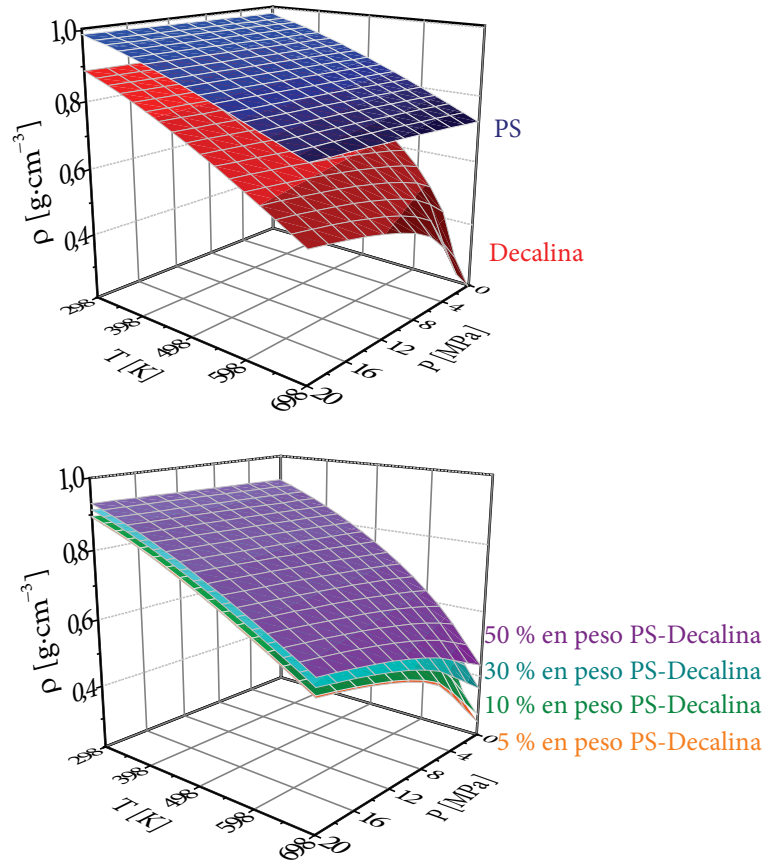 1,0
0,8
0,6
0,4
ρ [g·cm⁻³]
298
398
498
598
698
T [K]
20
16
12
8
4
0
P [MPa]
PS
Decalina
1,0
0,8
0,6
0,4
ρ [g·cm⁻³]
298
398
498
598
698
T [K]
20
16
12
8
4
0
P [MPa]
50 % en peso PS-Decalina
30 % en peso PS-Decalina
10 % en peso PS-Decalina
5 % en peso PS-Decalina